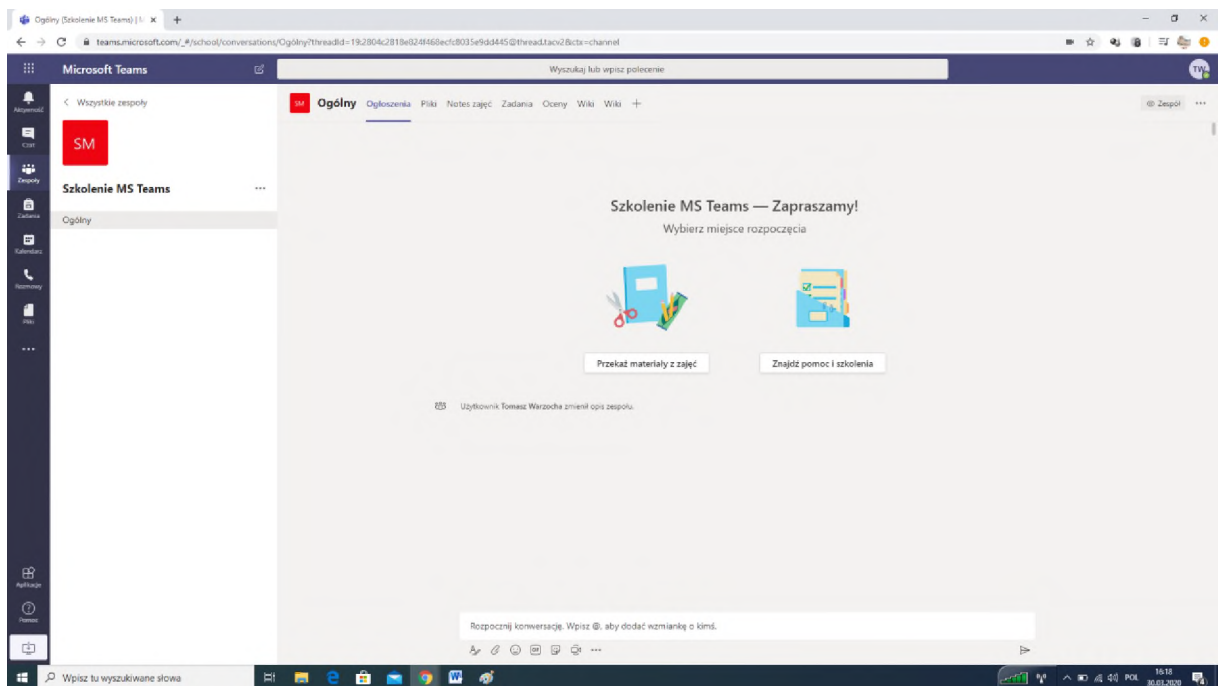 Ogólny (Szkolenie MS Teams) | M
teams.microsoft.com/_#/school/conversations/Ogólny?threadId=19:2804c2818e024f468ecfc8035e9dd445@thread.tacv2&ctx=channel
Microsoft Teams
Wyszukaj lub wpisz polecenie
TW
Aktywność
Czat
Zespoły
Zadania
Kalendarz
Rozmowy
Pliki
Aplikacje
Pomoc
Wszystkie zespoły
SM
Szkolenie MS Teams
Ogólny
SM Ogólny Ogłoszenia Pliki Notes zajęć Zadania Oceny Wiki Wiki
Zespół
Szkolenie MS Teams — Zapraszamy!
Wybierz miejsce rozpoczęcia
Przekaż materiały z zajęć
Znajdź pomoc i szkolenia
Użytkownik Tomasz Warzocha zmienił opis zespołu.
Rozpocznij konwersację. Wpisz @, aby dodać wzmiankę o kimś.
Wpisz tu wyszukiwane słowa
POL
16:18
30.03.2020